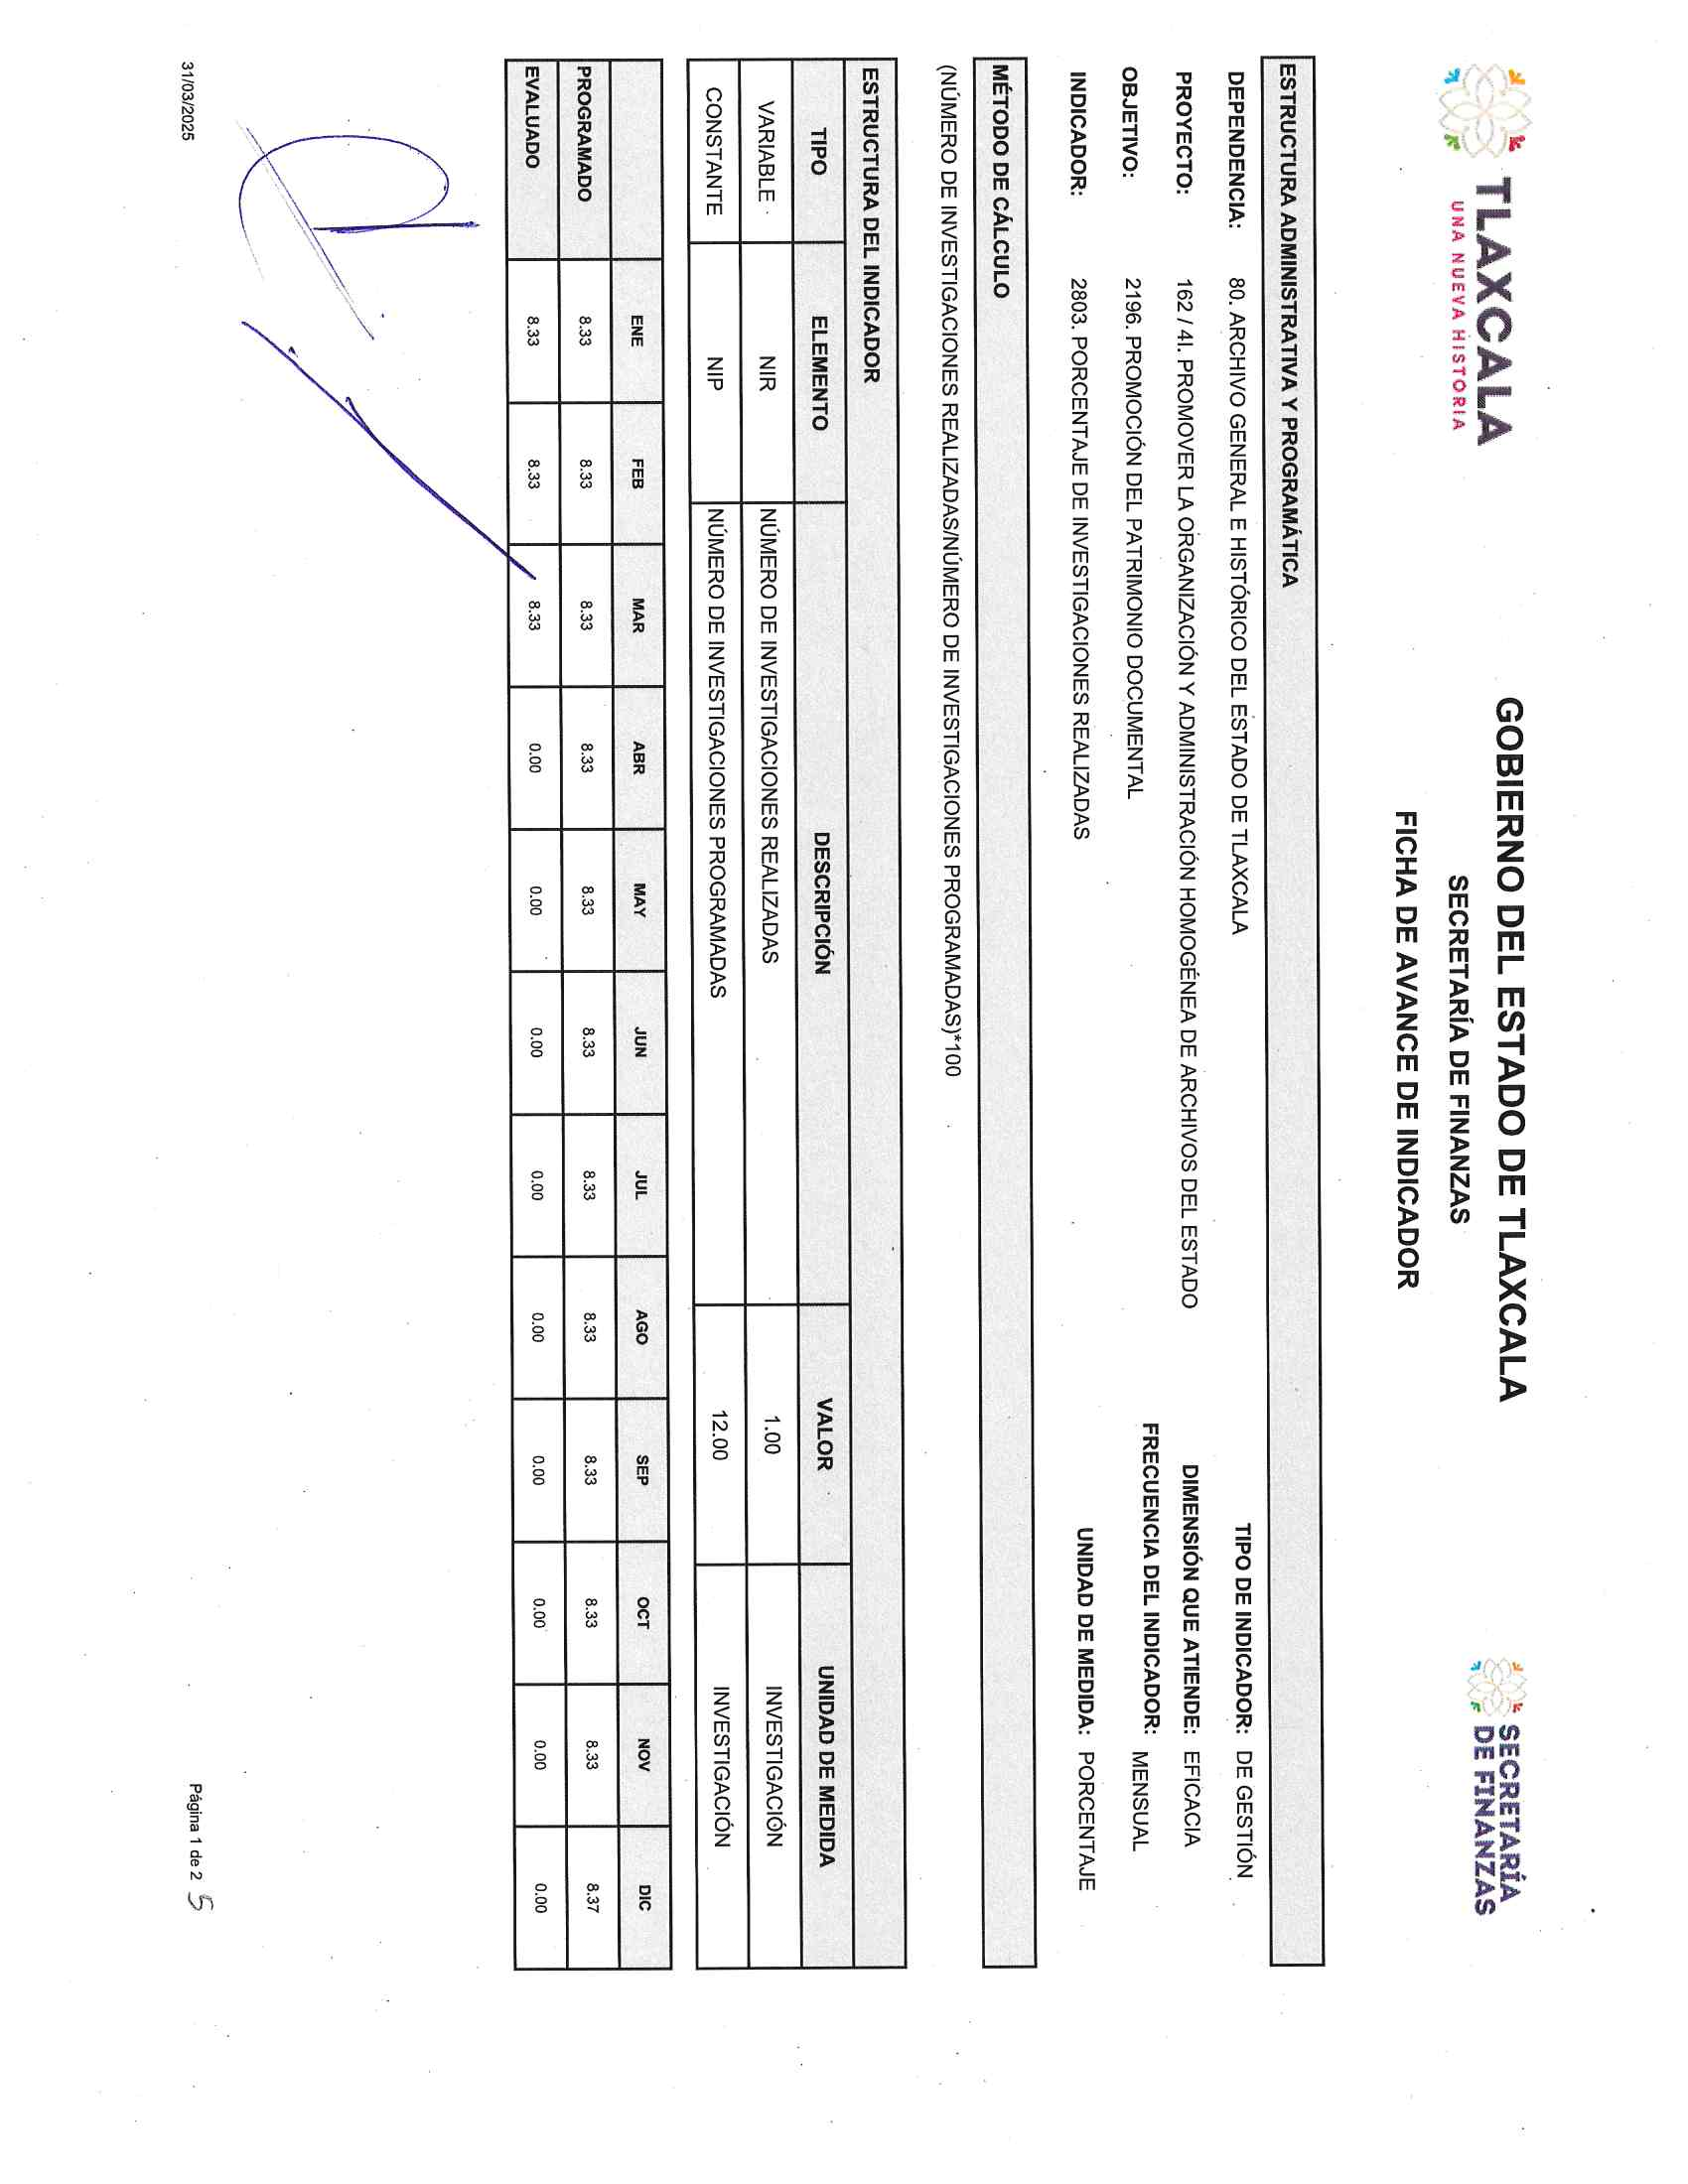 TLAXCALA
UNA NUEVA HISTORIA
GOBIERNO DEL ESTADO DE TLAXCALA
SECRETARÍA DE FINANZAS
FICHA DE AVANCE DE INDICADOR
SECRETARÍA
DE FINANZAS
ESTRUCTURA ADMINISTRATIVA Y PROGRAMÁTICA
DEPENDENCIA: 80. ARCHIVO GENERAL E HISTÓRICO DEL ESTADO DE TLAXCALA TIPO DE INDICADOR: DE GESTIÓN
PROYECTO: 162 / 4I. PROMOVER LA ORGANIZACIÓN Y ADMINISTRACIÓN HOMOGÉNEA DE ARCHIVOS DEL ESTADO DIMENSIÓN QUE ATIENDE: EFICACIA
OBJETIVO: 2196. PROMOCIÓN DEL PATRIMONIO DOCUMENTAL FRECUENCIA DEL INDICADOR: MENSUAL
INDICADOR: 2803. PORCENTAJE DE INVESTIGACIONES REALIZADAS UNIDAD DE MEDIDA: PORCENTAJE
MÉTODO DE CÁLCULO
(NÚMERO DE INVESTIGACIONES REALIZADAS/NÚMERO DE INVESTIGACIONES PROGRAMADAS)*100
ESTRUCTURA DEL INDICADOR
TIPO ELEMENTO DESCRIPCIÓN VALOR UNIDAD DE MEDIDA
VARIABLE NIR NÚMERO DE INVESTIGACIONES REALIZADAS 1.00 INVESTIGACIÓN
CONSTANTE NIP NÚMERO DE INVESTIGACIONES PROGRAMADAS 12.00 INVESTIGACIÓN
ENE FEB MAR ABR MAY JUN JUL AGO SEP OCT NOV DIC
PROGRAMADO 8.33 8.33 8.33 8.33 8.33 8.33 8.33 8.33 8.33 8.33 8.33 8.37
EVALUADO 8.33 8.33 8.33 0.00 0.00 0.00 0.00 0.00 0.00 0.00 0.00 0.00
31/03/2025 Página 1 de 2 5